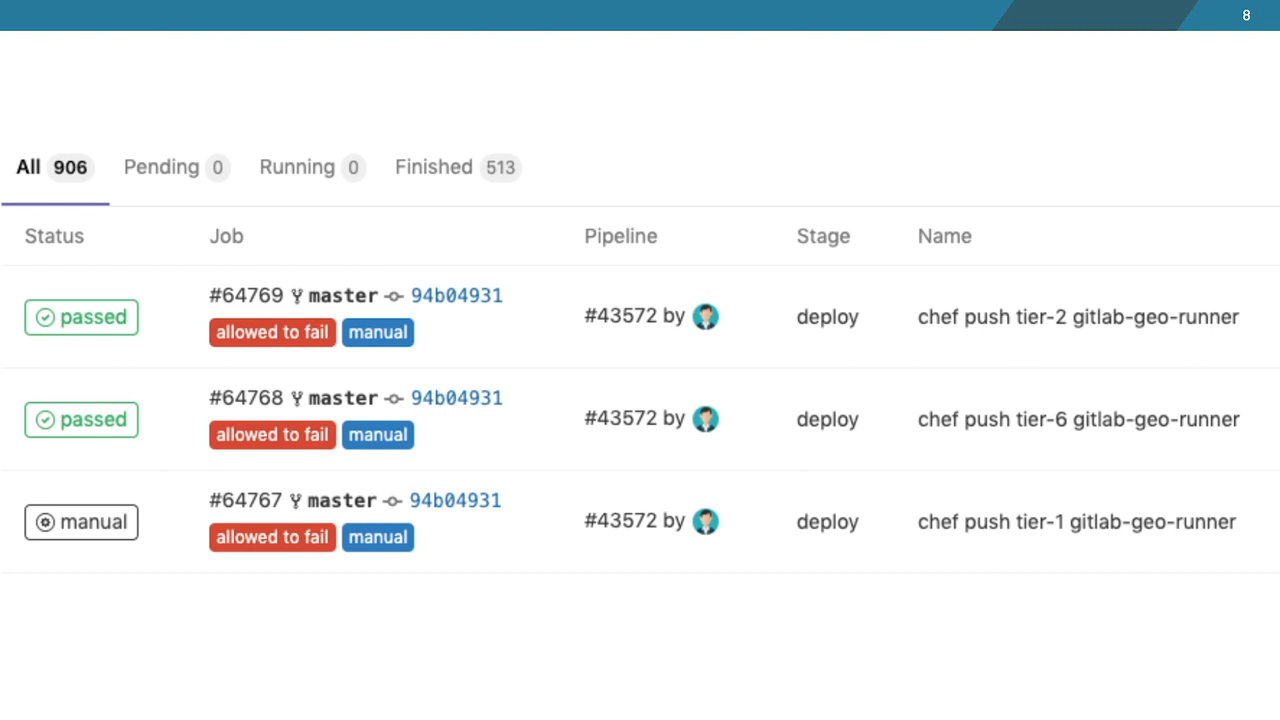 8
All 906 Pending 0 Running 0 Finished 513
Status Job Pipeline Stage Name
passed #64769 master 94b04931 allowed to fail manual #43572 by deploy chef push tier-2 gitlab-geo-runner
passed #64768 master 94b04931 allowed to fail manual #43572 by deploy chef push tier-6 gitlab-geo-runner
manual #64767 master 94b04931 allowed to fail manual #43572 by deploy chef push tier-1 gitlab-geo-runner